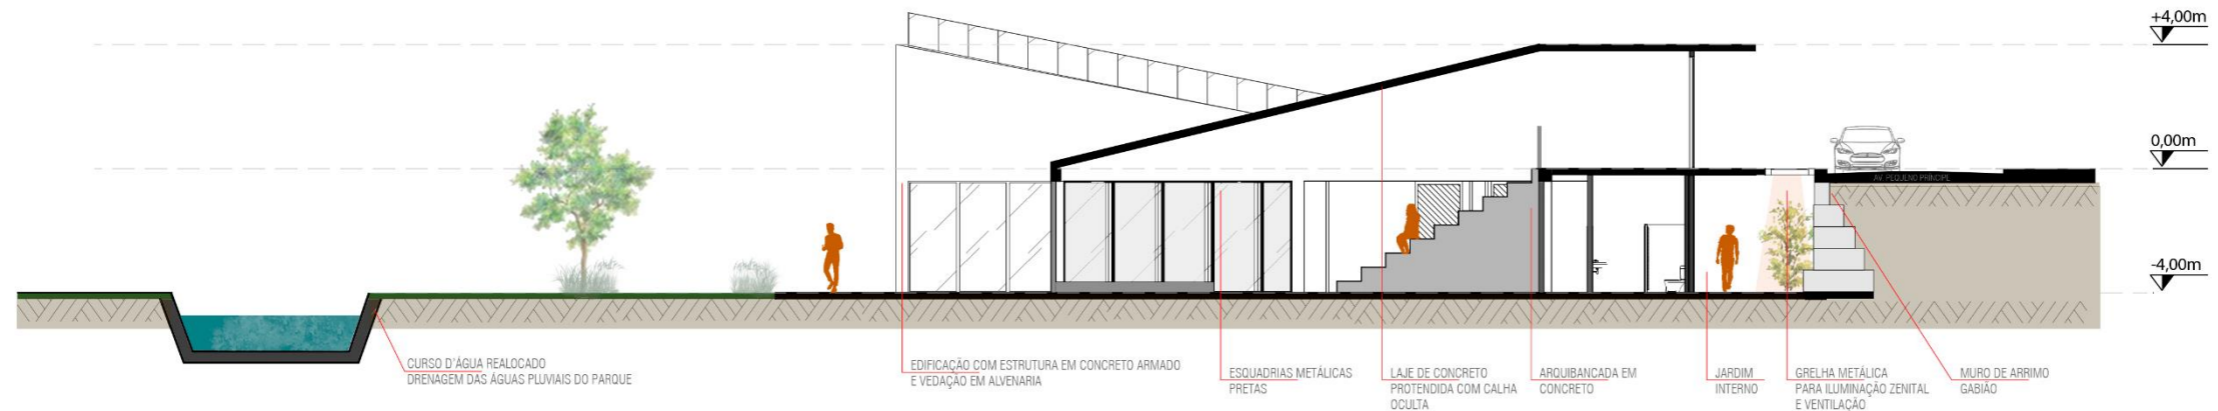 +4,00m
0,00m
AV. PEQUENO PRINCIPE
-4,00m
CURSO D'ÁGUA REALOCADO
DRENAGEM DAS ÁGUAS PLUVIAIS DO PARQUE
EDIFICAÇÃO COM ESTRUTURA EM CONCRETO ARMADO
E VEDAÇÃO EM ALVENARIA
ESQUADRIAS METÁLICAS
PRETAS
LAJE DE CONCRETO
PROTENDIDA COM CALHA
OCULTA
ARQUIBANCADA EM
CONCRETO
JARDIM
INTERNO
GRELHA METÁLICA
PARA ILUMINAÇÃO ZENITAL
E VENTILAÇÃO
MURO DE ARRIMO
GABIÃO